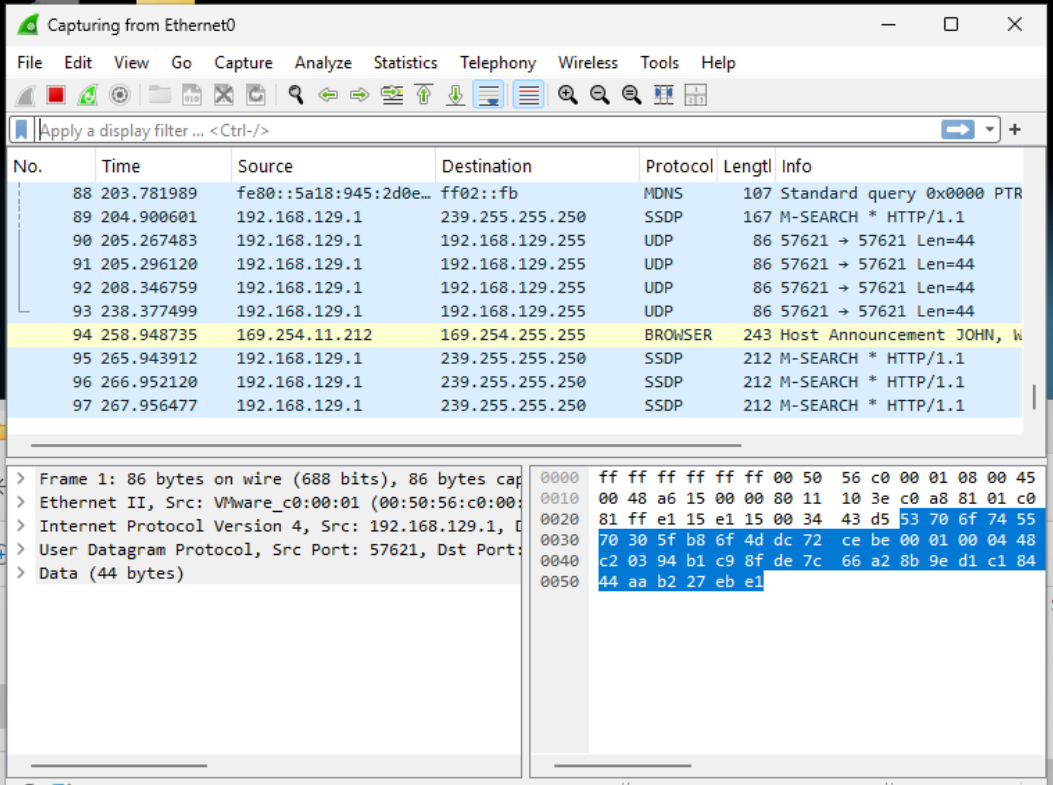 Capturing from Ethernet0
File Edit View Go Capture Analyze Statistics Telephony Wireless Tools Help
Apply a display filter ... <Ctrl-/>
No. Time Source Destination Protocol Lengtl Info
88 203.781989 fe80::5a18:945:2d0e… ff02::fb MDNS 107 Standard query 0x0000 PTR
89 204.900601 192.168.129.1 239.255.255.250 SSDP 167 M-SEARCH * HTTP/1.1
90 205.267483 192.168.129.1 192.168.129.255 UDP 86 57621 → 57621 Len=44
91 205.296120 192.168.129.1 192.168.129.255 UDP 86 57621 → 57621 Len=44
92 208.346759 192.168.129.1 192.168.129.255 UDP 86 57621 → 57621 Len=44
93 238.377499 192.168.129.1 192.168.129.255 UDP 86 57621 → 57621 Len=44
94 258.948735 169.254.11.212 169.254.255.255 BROWSER 243 Host Announcement JOHN, W
95 265.943912 192.168.129.1 239.255.255.250 SSDP 212 M-SEARCH * HTTP/1.1
96 266.952120 192.168.129.1 239.255.255.250 SSDP 212 M-SEARCH * HTTP/1.1
97 267.956477 192.168.129.1 239.255.255.250 SSDP 212 M-SEARCH * HTTP/1.1
Frame 1: 86 bytes on wire (688 bits), 86 bytes cap
Ethernet II, Src: VMware_c0:00:01 (00:50:56:c0:00:
Internet Protocol Version 4, Src: 192.168.129.1, D
User Datagram Protocol, Src Port: 57621, Dst Port:
Data (44 bytes)
0000 ff ff ff ff ff ff 00 50 56 c0 00 01 08 00 45
0010 00 48 a6 15 00 00 80 11 10 3e c0 a8 81 01 c0
0020 81 ff e1 15 e1 15 00 34 43 d5 53 70 6f 74 55
0030 70 30 5f b8 6f 4d dc 72 ce be 00 01 00 04 48
0040 c2 03 94 b1 c9 8f de 7c 66 a2 8b 9e d1 c1 84
0050 44 aa b2 27 eb e1